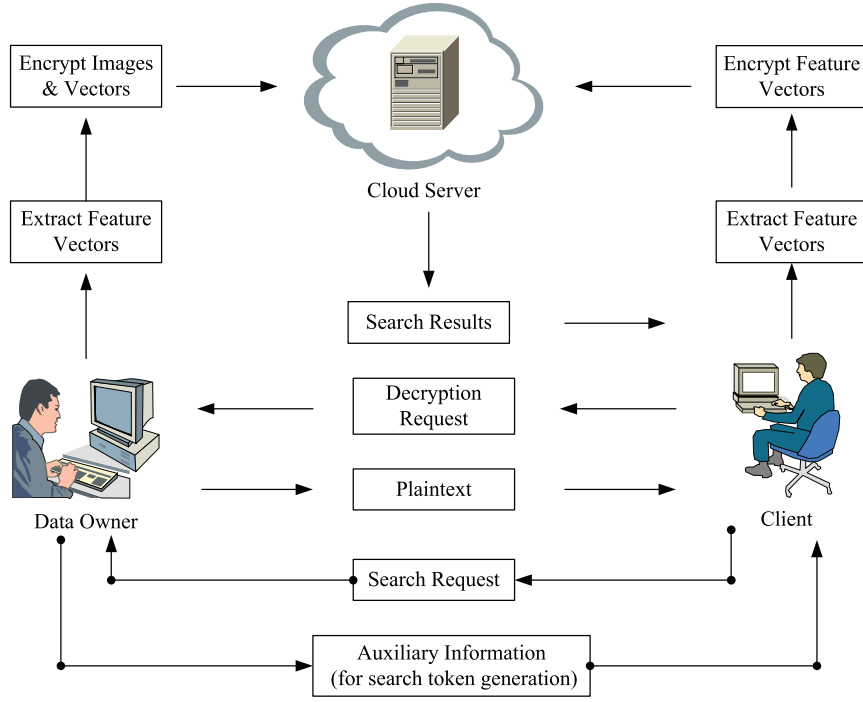 Encrypt Images
& Vectors
Encrypt Feature
Vectors
Cloud Server
Extract Feature
Vectors
Extract Feature
Vectors
Search Results
Decryption
Request
Plaintext
Data Owner
Client
Search Request
Auxiliary Information
(for search token generation)